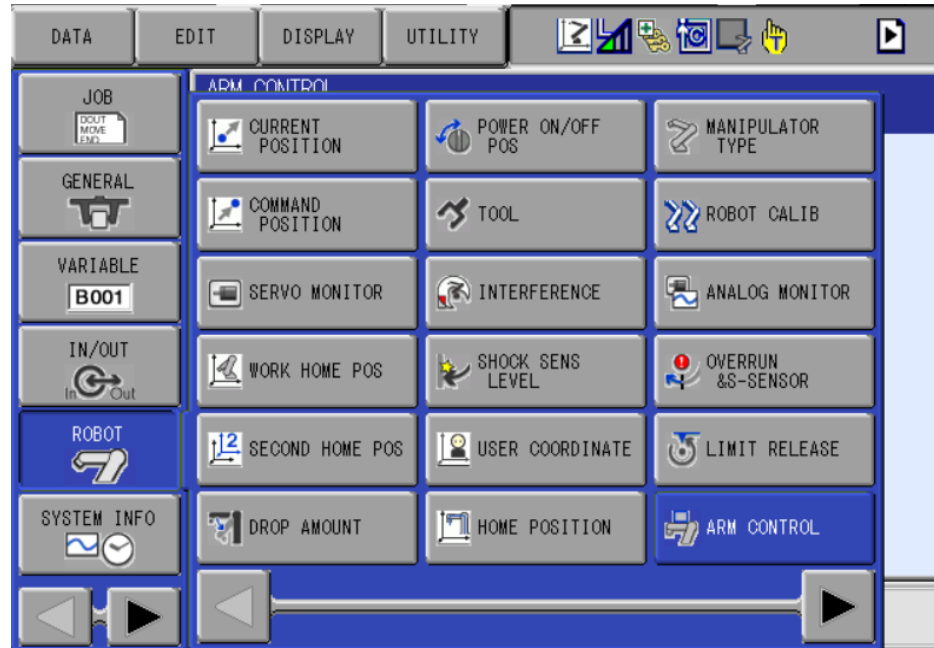 DATA
EDIT
DISPLAY
UTILITY
ARM CONTROL
JOB
DOUT
MOVE
END
GENERAL
VARIABLE
B001
IN/OUT
In Out
ROBOT
SYSTEM INFO
CURRENT
POSITION
POWER ON/OFF
POS
MANIPULATOR
TYPE
COMMAND
POSITION
TOOL
ROBOT CALIB
SERVO MONITOR
INTERFERENCE
ANALOG MONITOR
WORK HOME POS
SHOCK SENS
LEVEL
OVERRUN
&S-SENSOR
SECOND HOME POS
2
USER COORDINATE
LIMIT RELEASE
DROP AMOUNT
HOME POSITION
ARM CONTROL